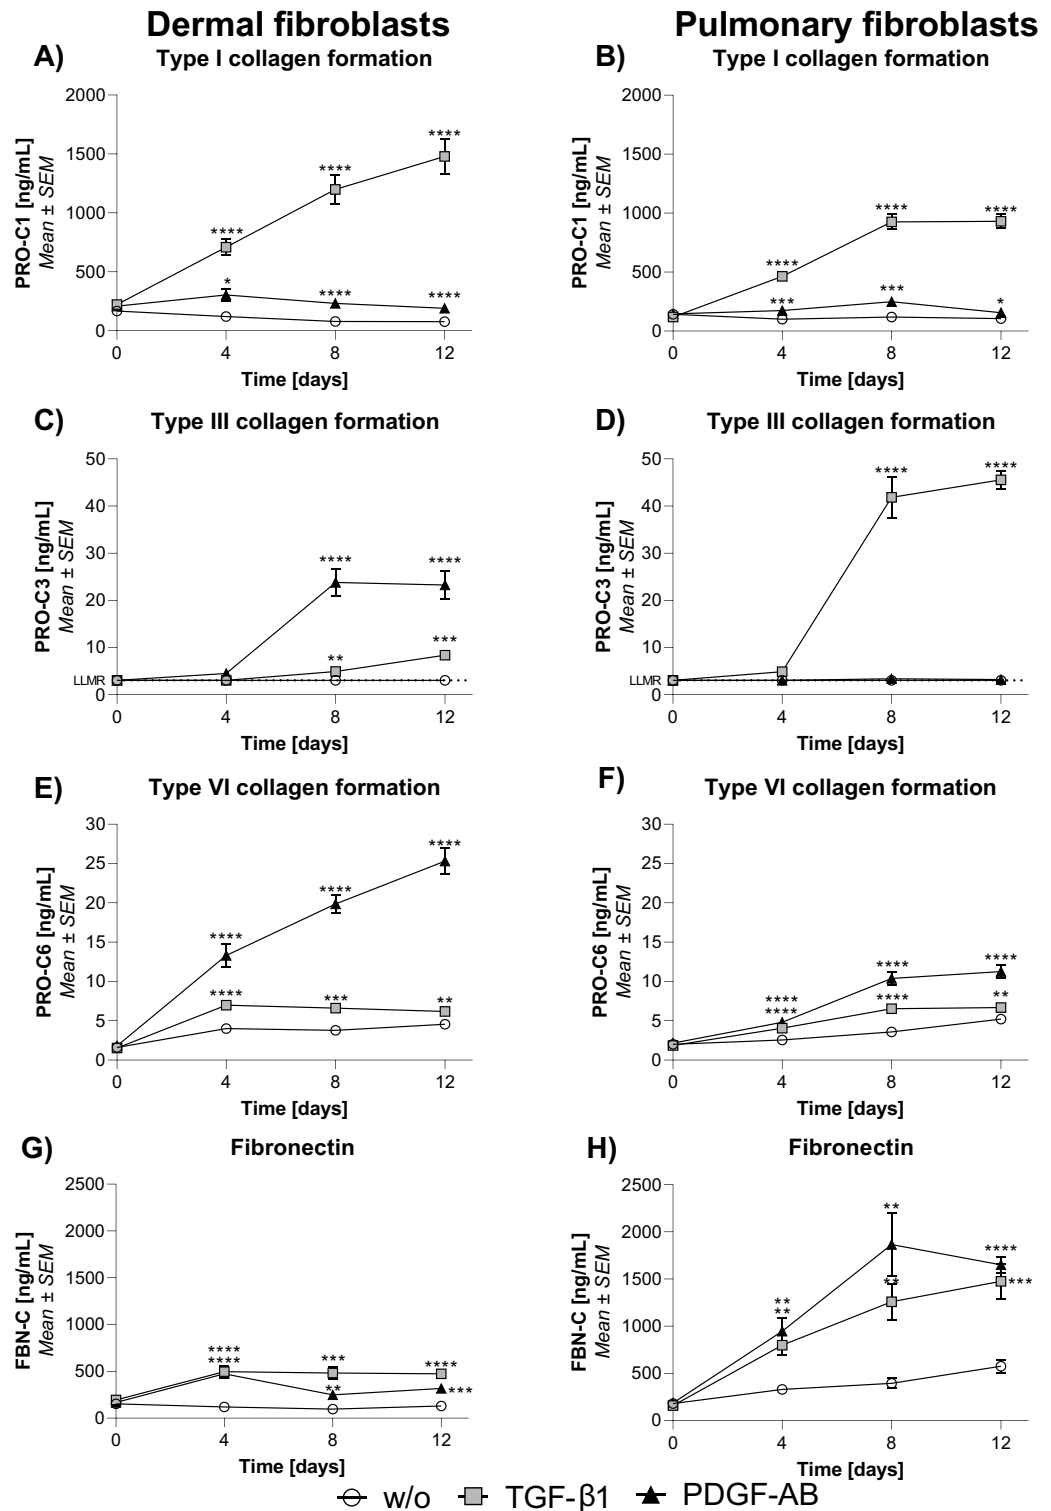 Dermal fibroblasts
Pulmonary fibroblasts
A)
Type I collagen formation
PRO-C1 [ng/mL]
Mean ± SEM
2000
1500
1000
500
0
****
****
****
*
****
****
0 4 8 12
Time [days]
B)
Type I collagen formation
PRO-C1 [ng/mL]
Mean ± SEM
2000
1500
1000
500
0
****
****
****
***
***
*
0 4 8 12
Time [days]
C)
Type III collagen formation
PRO-C3 [ng/mL]
Mean ± SEM
50
40
30
20
10
LLMR
0
****
****
**
***
0 4 8 12
Time [days]
D)
Type III collagen formation
PRO-C3 [ng/mL]
Mean ± SEM
50
40
30
20
10
LLMR
0
****
****
0 4 8 12
Time [days]
E)
Type VI collagen formation
PRO-C6 [ng/mL]
Mean ± SEM
30
25
20
15
10
5
0
****
****
****
****
***
**
0 4 8 12
Time [days]
F)
Type VI collagen formation
PRO-C6 [ng/mL]
Mean ± SEM
30
25
20
15
10
5
0
****
****
****
****
****
**
0 4 8 12
Time [days]
G)
Fibronectin
FBN-C [ng/mL]
Mean ± SEM
2500
2000
1500
1000
500
0
****
****
***
**
****
***
0 4 8 12
Time [days]
H)
Fibronectin
FBN-C [ng/mL]
Mean ± SEM
2500
2000
1500
1000
500
0
**
**
**
**
****
***
0 4 8 12
Time [days]
w/o TGF-β1 PDGF-AB